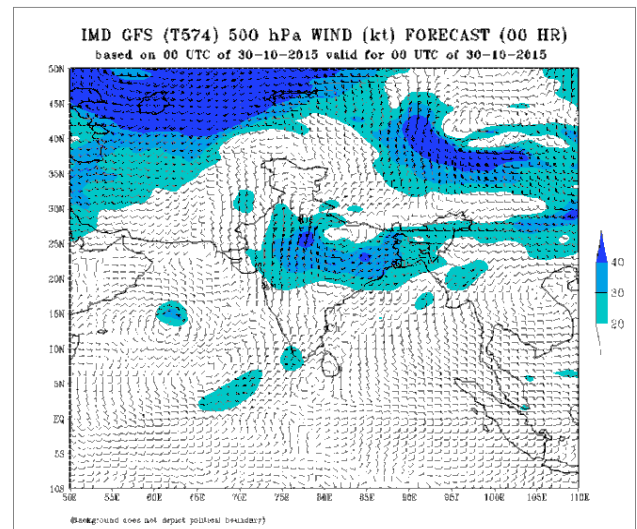 IMD GFS (T574) 500 hPa WIND (kt) FORECAST (00 HR)
based on 00 UTC of 30-10-2015 valid for 00 UTC of 30-10-2015
50N
45N
40N
35N
30N
25N
20N
15N
10N
5N
EQ
5S
10S
50E 55E 60E 65E 70E 75E 80E 85E 90E 95E 100E 105E 110E
40
30
20
(Background does not depict political boundary)